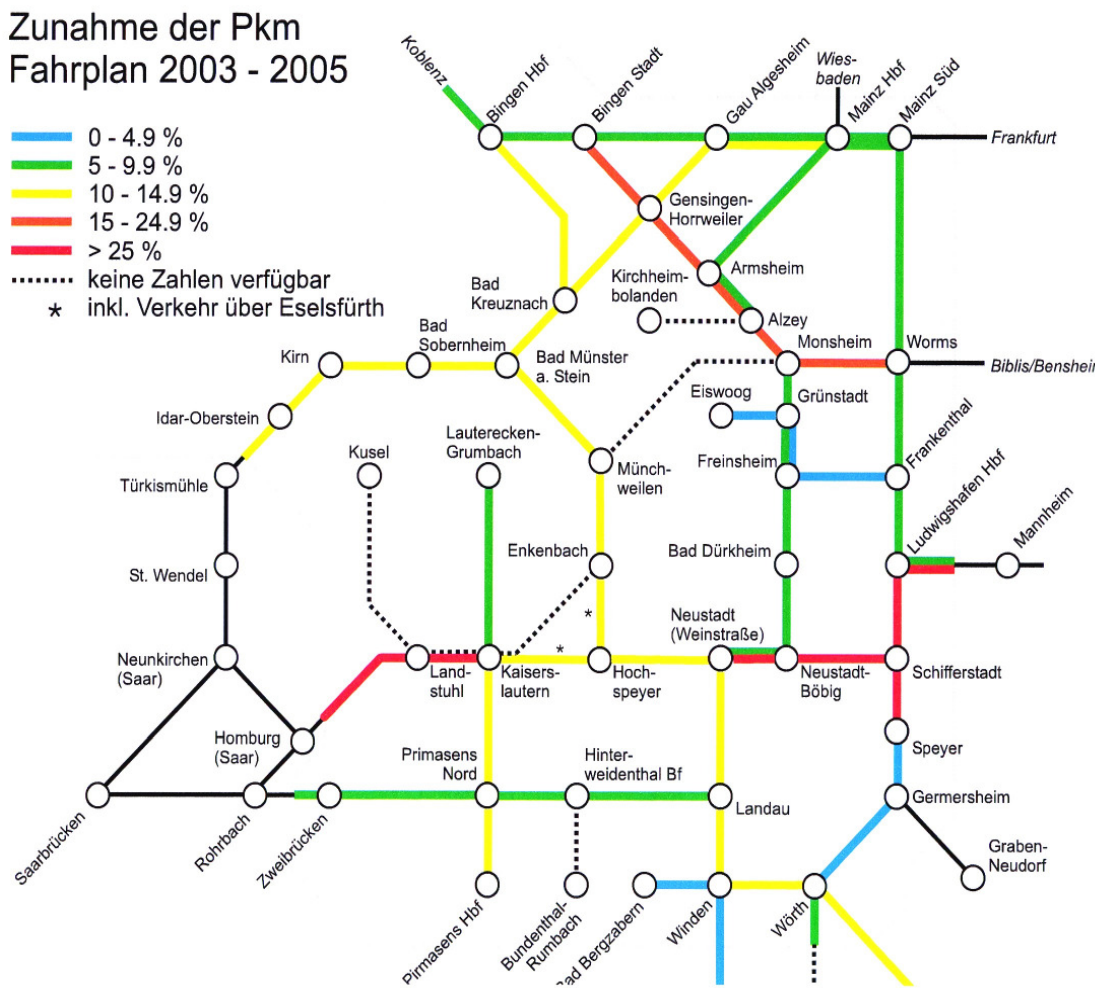 Zunahme der Pkm
Fahrplan 2003 - 2005
0 - 4.9 %
5 - 9.9 %
10 - 14.9 %
15 - 24.9 %
> 25 %
keine Zahlen verfügbar
* inkl. Verkehr über Eselsfürth
Koblenz
Bingen Hbf
Bingen Stadt
Gau Algesheim
Wies-
baden
Mainz Hbf
Mainz Süd
Frankfurt
Gensingen-
Horrweiler
Armsheim
Kirchheim-
bolanden
Alzey
Bad
Kreuznach
Bad
Sobernheim
Kirn
Bad Münster
a. Stein
Monsheim
Worms
Biblis/Benshei
Idar-Oberstein
Eiswoog
Grünstadt
Lauterecken-
Grumbach
Kusel
Türkismühle
Münch-
weilen
Freinsheim
Frankenthal
Ludwigshafen Hbf
Mannheim
St. Wendel
Enkenbach
Bad Dürkheim
*
*
Neunkirchen
(Saar)
Land-
stuhl
Kaisers-
lautern
Hoch-
speyer
Neustadt
(Weinstraße)
Neustadt-
Böbig
Schifferstadt
Homburg
(Saar)
Primasens
Nord
Hinter-
weidenthal Bf
Speyer
Landau
Germersheim
Saarbrücken
Rohrbach
Zweibrücken
Graben-
Neudorf
Pirmasens Hbf
Bundenthal-
Rumbach
Bad Bergzabern
Winden
Wörth